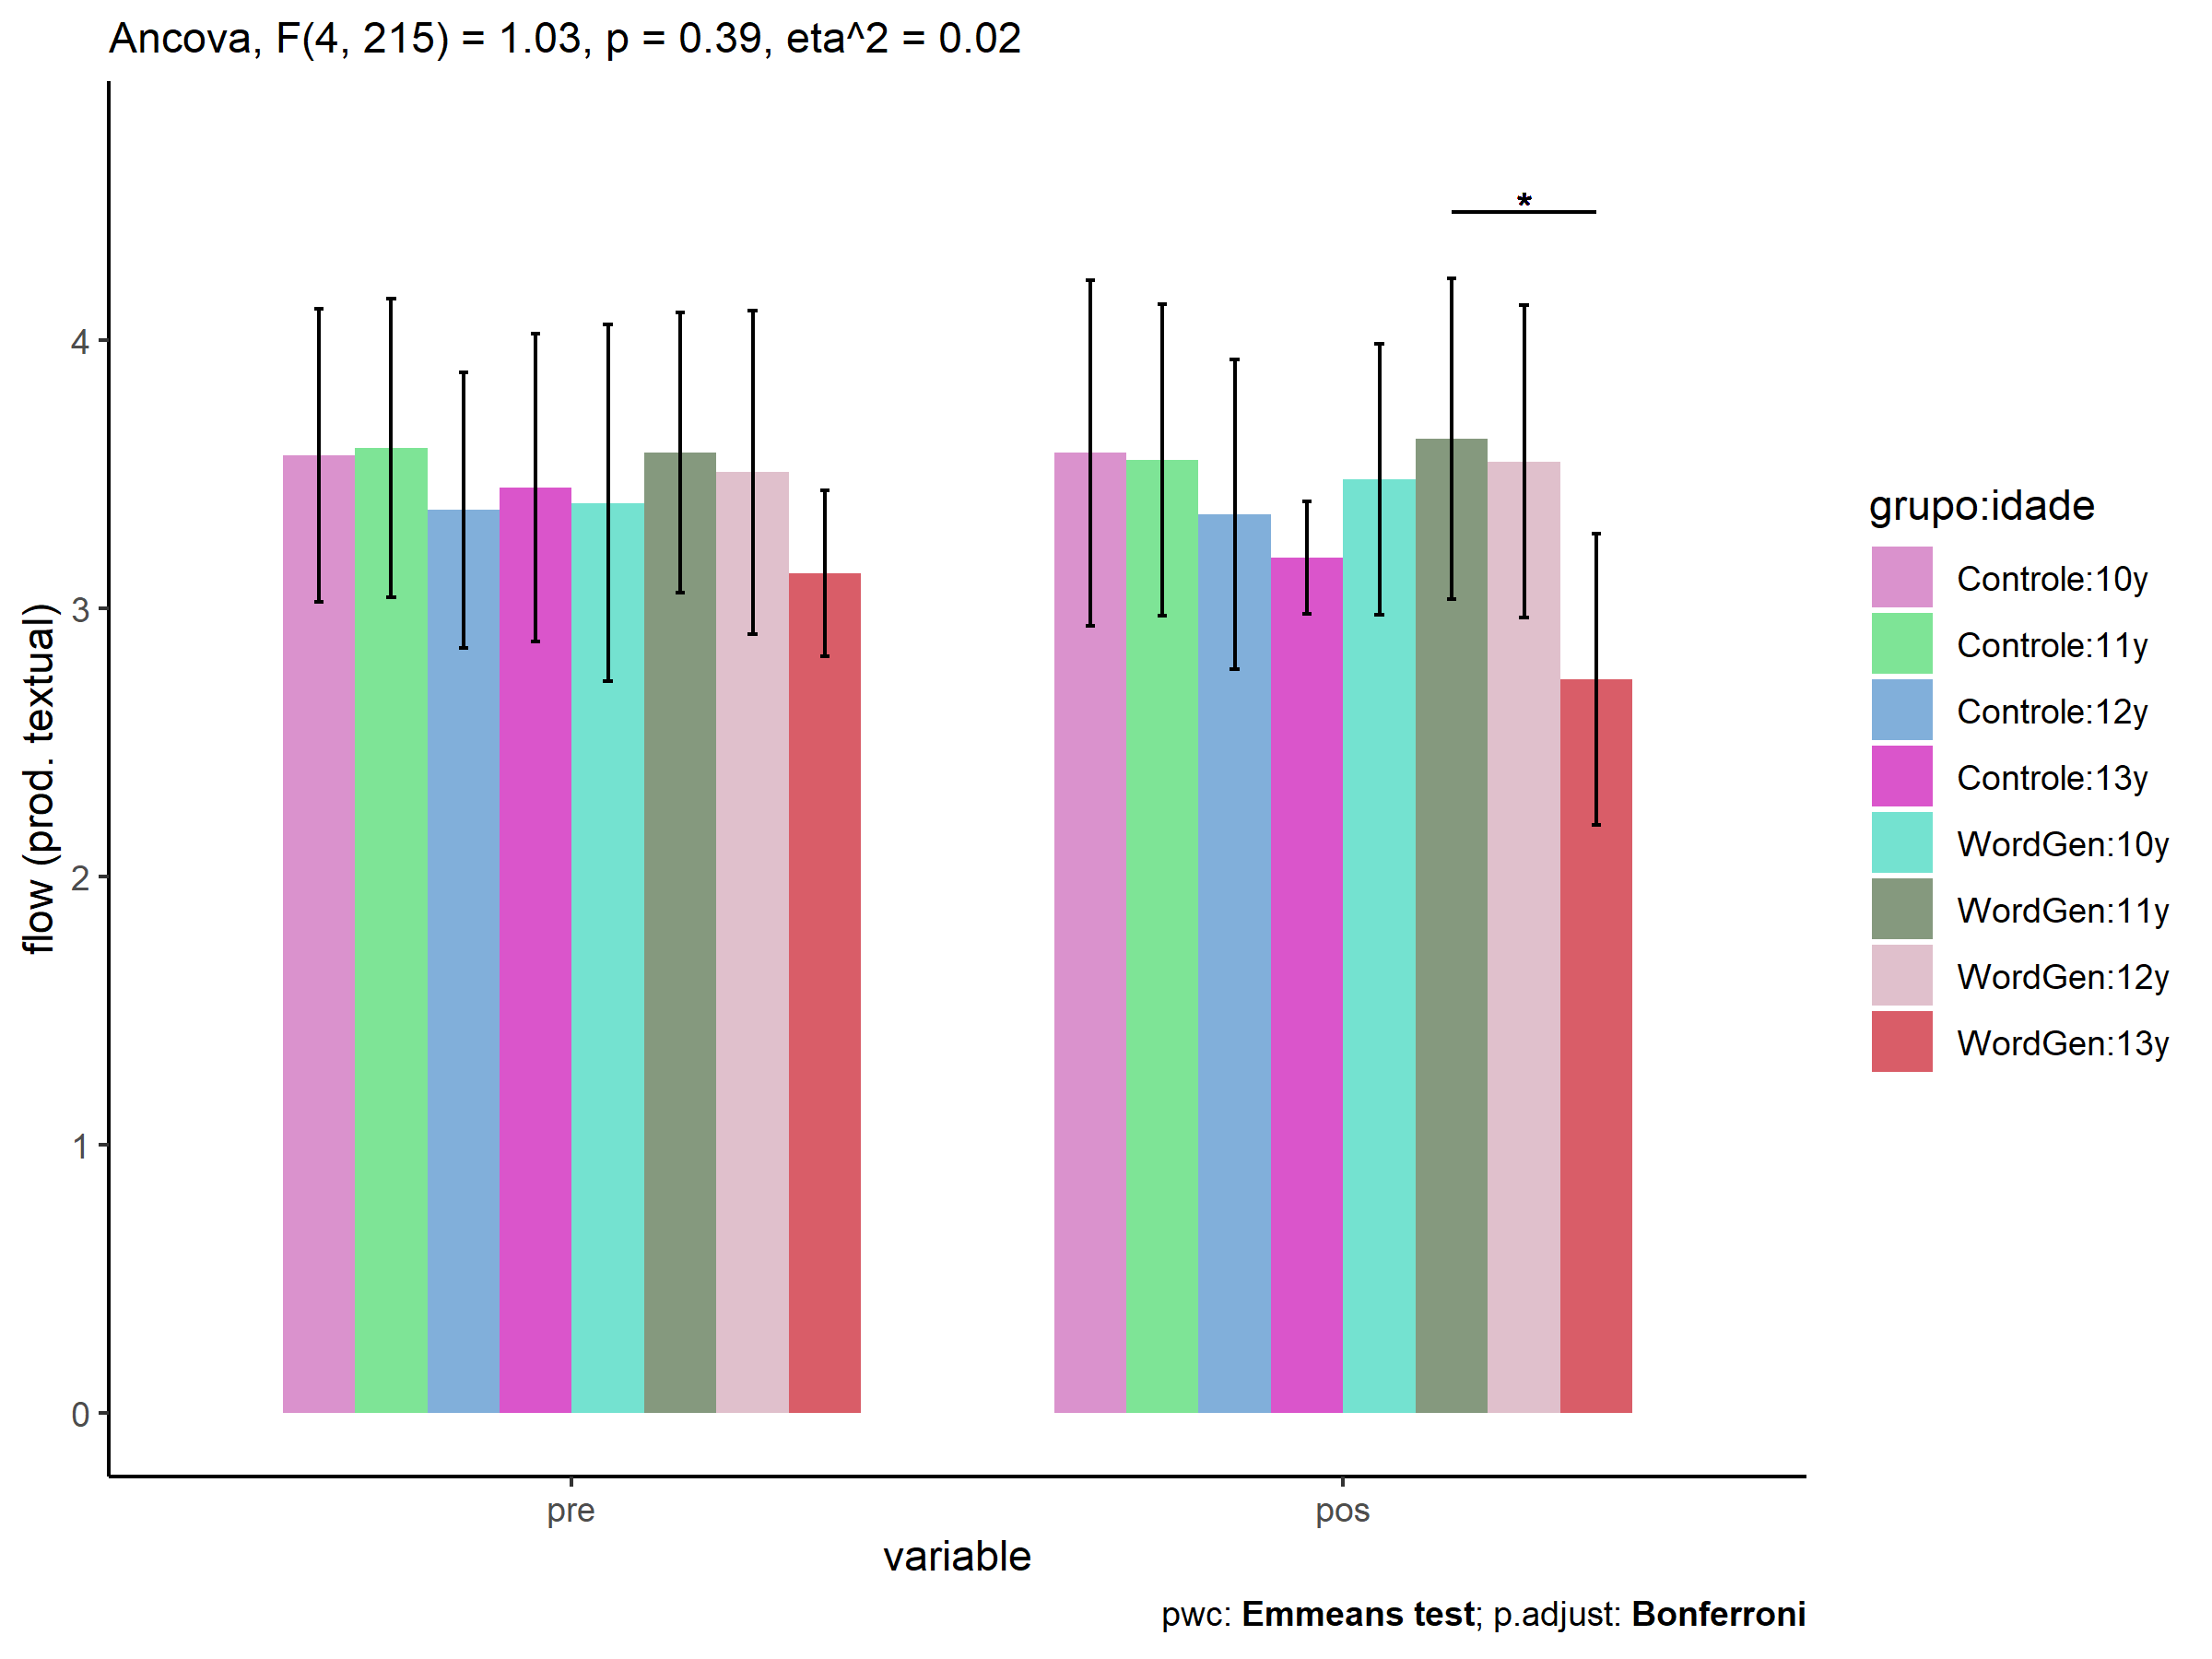 Ancova, F(4, 215) = 1.03, p = 0.39, eta^2 = 0.02
*
4
3
2
1
0
flow (prod. textual)
pre
pos
variable
grupo:idade
Controle:10y
Controle:11y
Controle:12y
Controle:13y
WordGen:10y
WordGen:11y
WordGen:12y
WordGen:13y
pwc: Emmeans test; p.adjust: Bonferroni